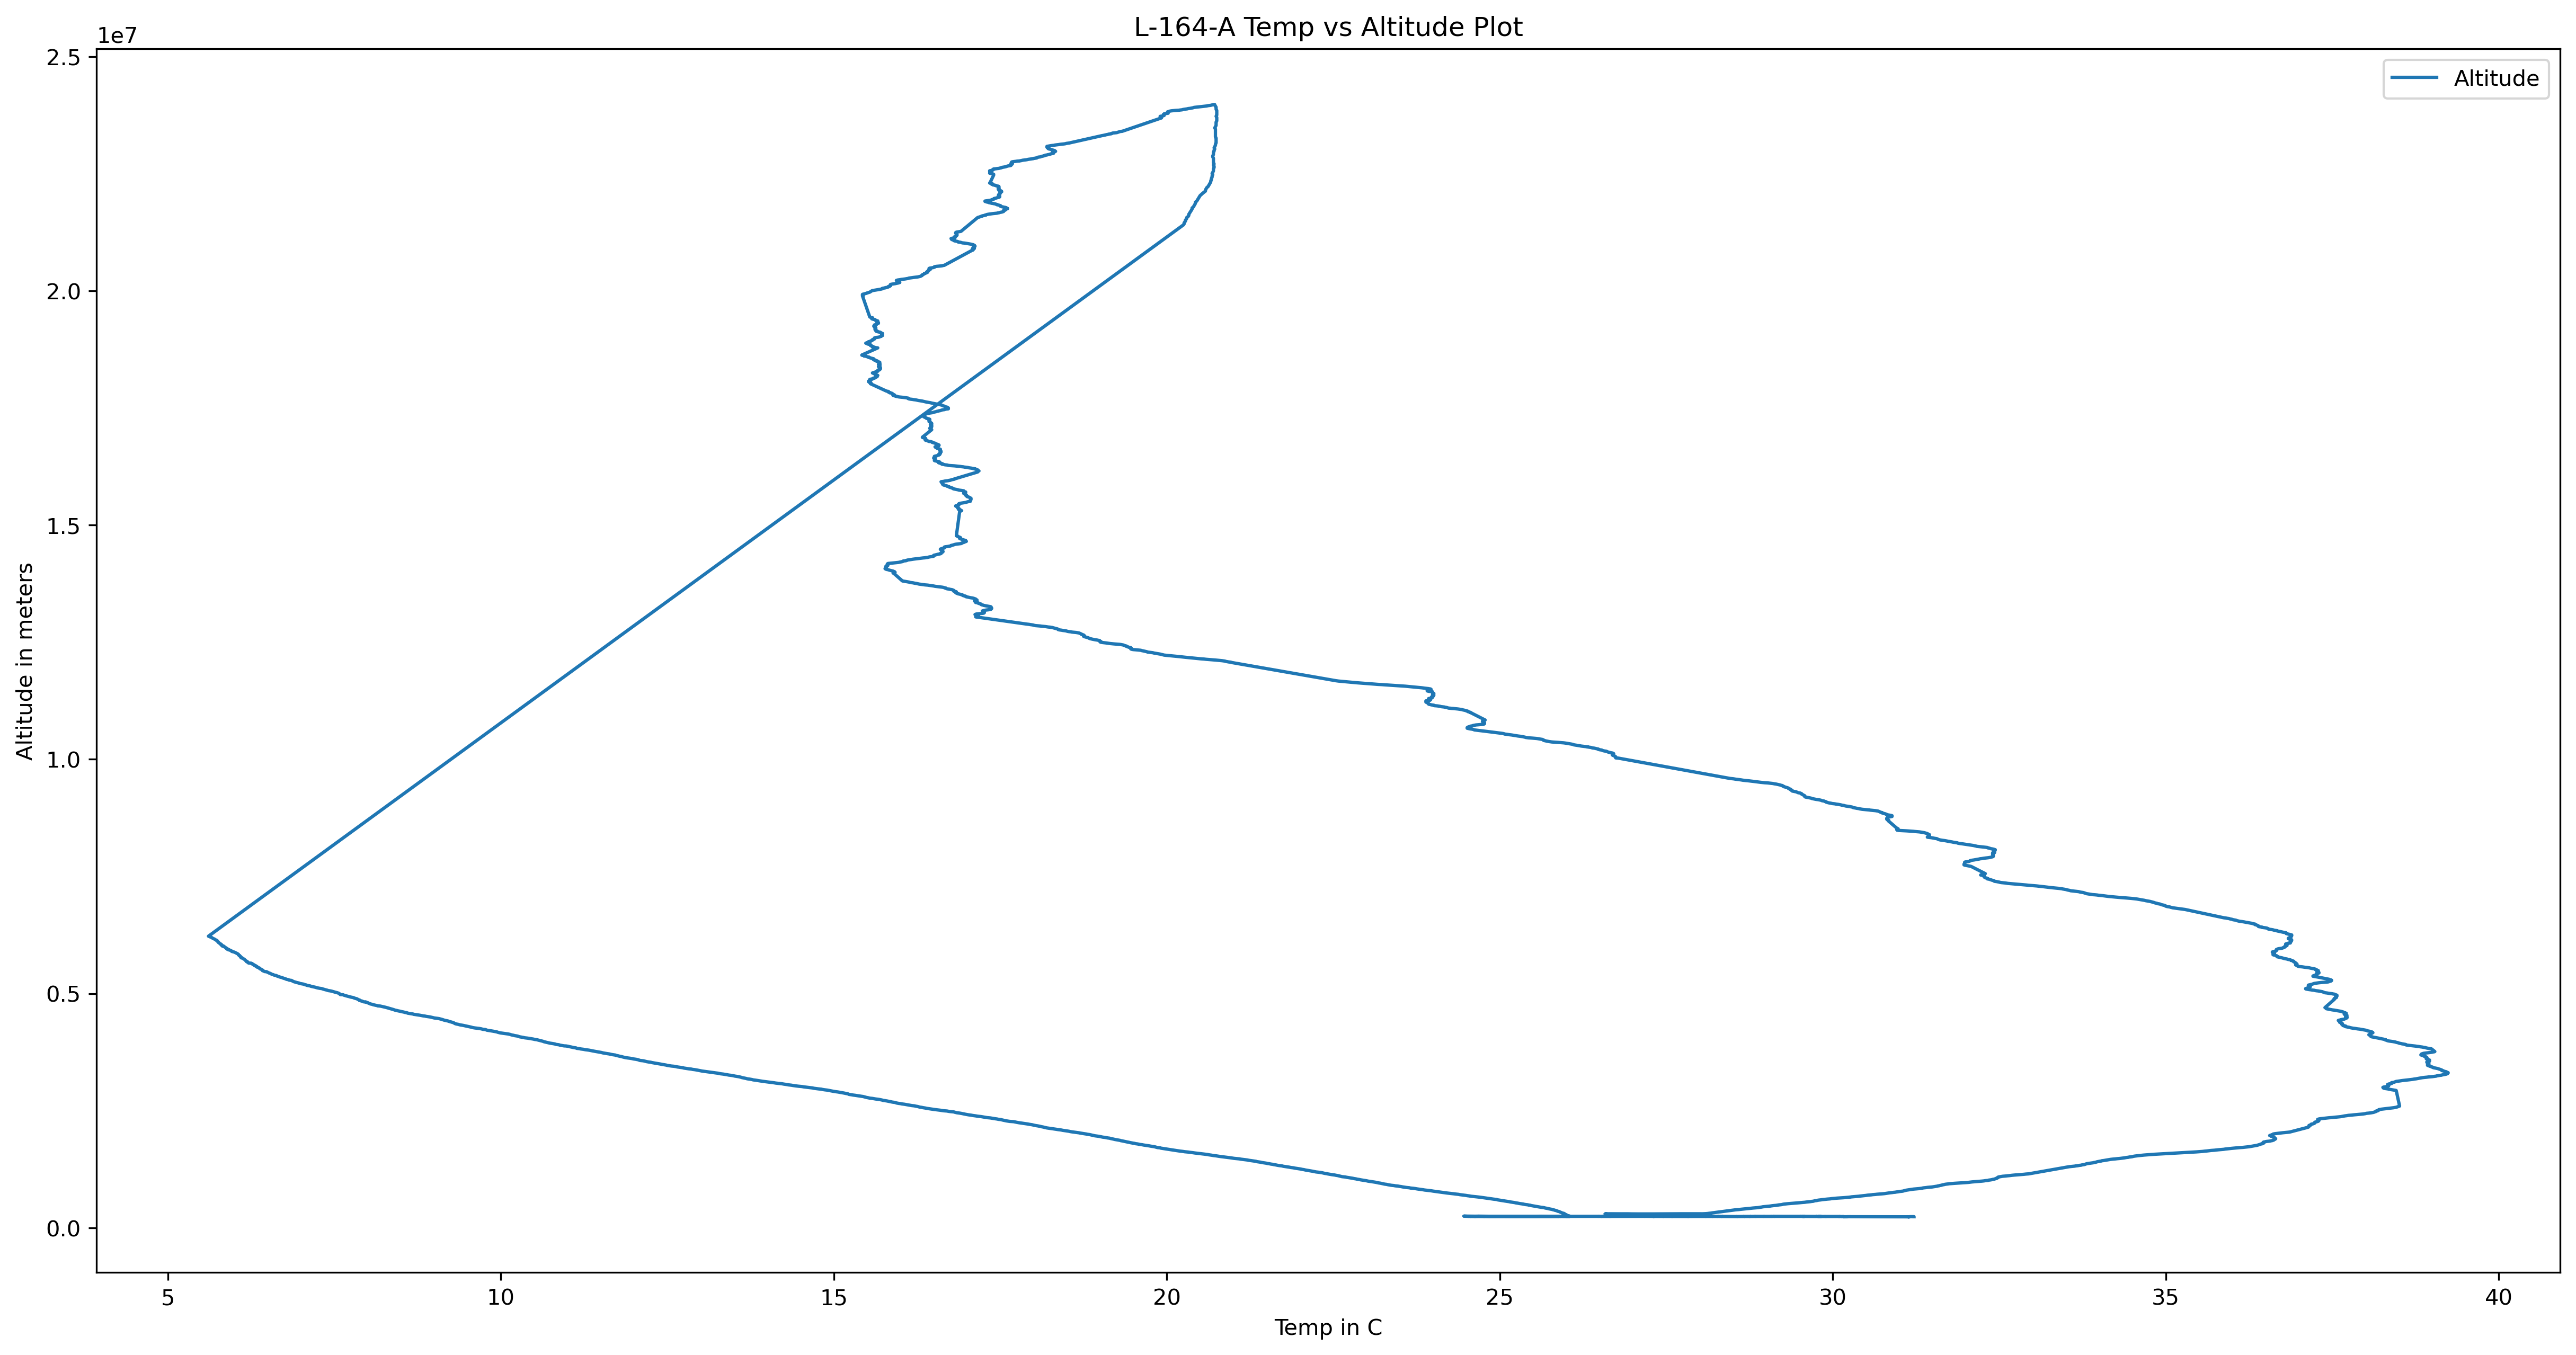 L-164-A Temp vs Altitude Plot
1e7
Altitude
2.5
2.0
1.5
1.0
0.5
0.0
Altitude in meters
5 10 15 20 25 30 35 40
Temp in C